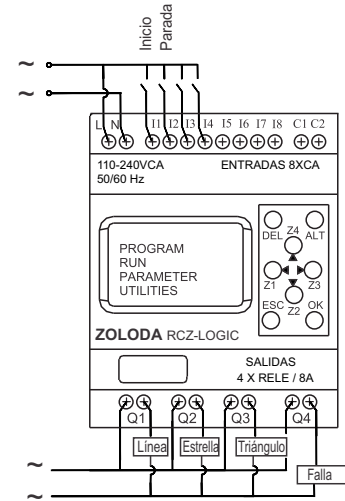 Inicio
Parada
~
~
L N I1 I2 I3 I4 I5 I6 I7 I8 C1 C2
110-240VCA
50/60 Hz
ENTRADAS 8XCA
PROGRAM
RUN
PARAMETER
UTILITIES
DEL Z4 ALT
Z1 Z3
ESC Z2 OK
ZOLODA RCZ-LOGIC
SALIDAS
4 X RELE / 8A
Q1 Q2 Q3 Q4
Línea Estrella Triángulo
~
Falla
~